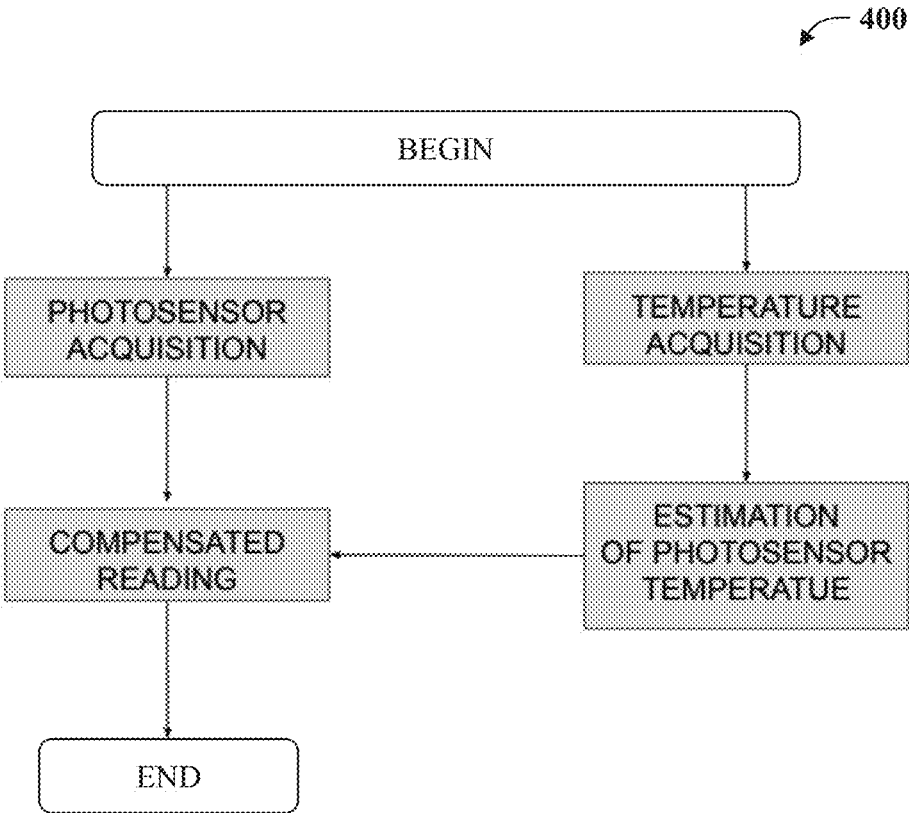 400
BEGIN
PHOTOSENSOR
ACQUISITION
TEMPERATURE
ACQUISITION
COMPENSATED
READING
ESTIMATION
OF PHOTOSENSOR
TEMPERATUE
END